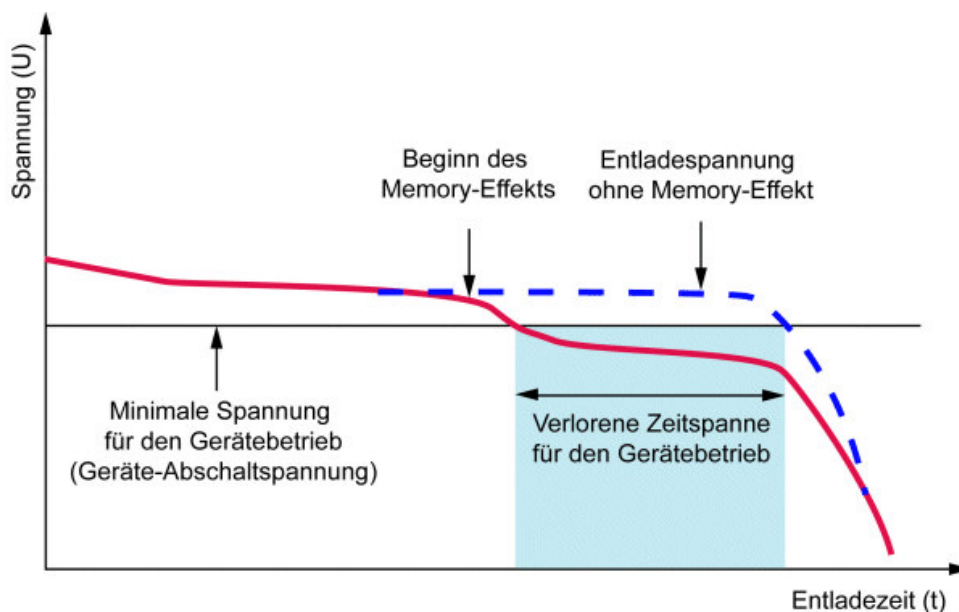 Spannung (U)
Beginn des
Memory-Effekts
Entladespannung
ohne Memory-Effekt
Minimale Spannung
für den Gerätebetrieb
(Geräte-Abschaltspannung)
Verlorene Zeitspanne
für den Gerätebetrieb
Entladezeit (t)